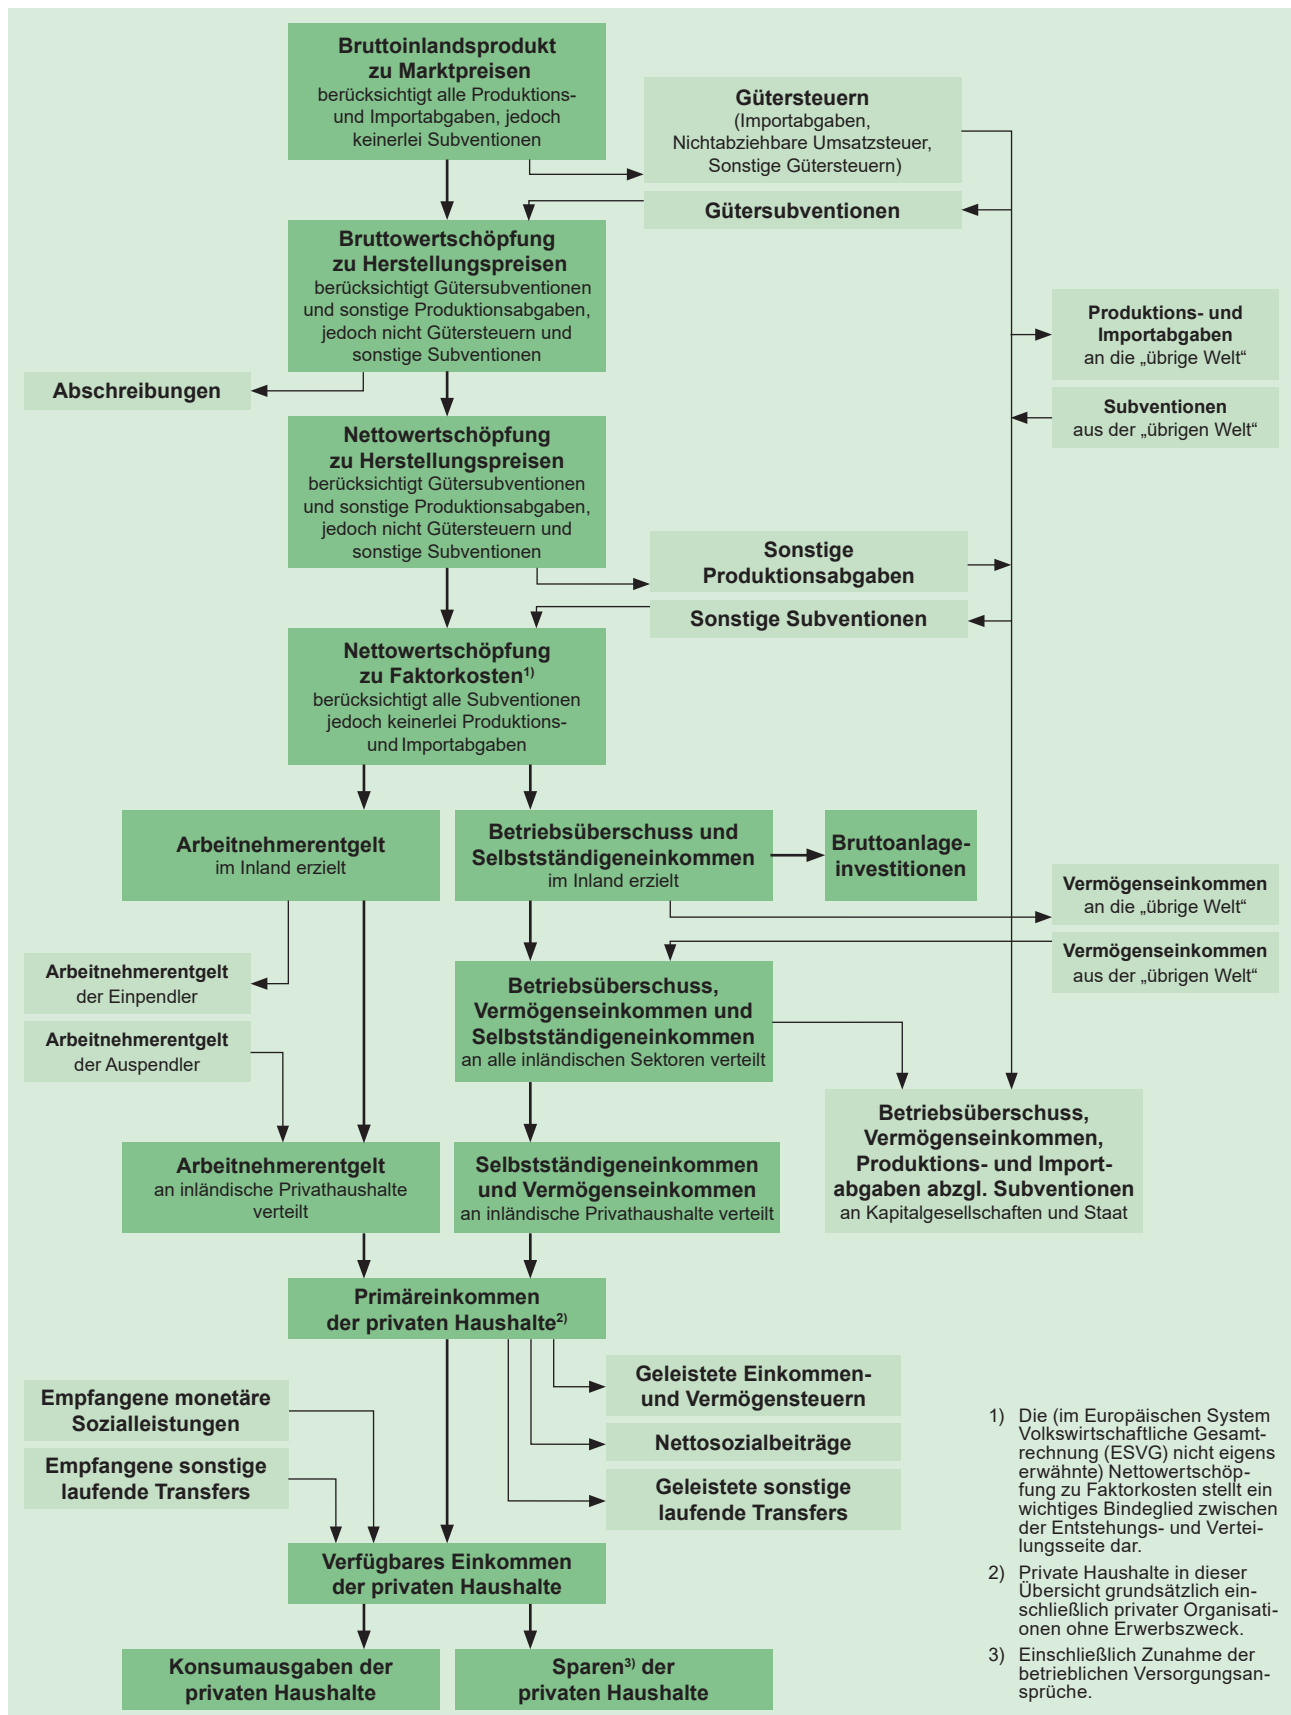 Bruttoinlandsprodukt
zu Marktpreisen
berücksichtigt alle Produktions-
und Importabgaben, jedoch
keinerlei Subventionen
Gütersteuern
(Importabgaben,
Nichtabziehbare Umsatzsteuer,
Sonstige Gütersteuern)
Gütersubventionen
Bruttowertschöpfung
zu Herstellungspreisen
berücksichtigt Gütersubventionen
und sonstige Produktionsabgaben,
jedoch nicht Gütersteuern und
sonstige Subventionen
Produktions- und
Importabgaben
an die „übrige Welt“
Abschreibungen
Subventionen
aus der „übrigen Welt“
Nettowertschöpfung
zu Herstellungspreisen
berücksichtigt Gütersubventionen
und sonstige Produktionsabgaben,
jedoch nicht Gütersteuern und
sonstige Subventionen
Sonstige
Produktionsabgaben
Sonstige Subventionen
Nettowertschöpfung
zu Faktorkosten1)
berücksichtigt alle Subventionen
jedoch keinerlei Produktions-
und Importabgaben
Arbeitnehmerentgelt
im Inland erzielt
Betriebsüberschuss und
Selbstständigeneinkommen
im Inland erzielt
Bruttoanlage-
investitionen
Vermögenseinkommen
an die „übrige Welt“
Vermögenseinkommen
aus der „übrigen Welt“
Arbeitnehmerentgelt
der Einpendler
Arbeitnehmerentgelt
der Auspendler
Betriebsüberschuss,
Vermögenseinkommen und
Selbstständigeneinkommen
an alle inländischen Sektoren verteilt
Betriebsüberschuss,
Vermögenseinkommen,
Produktions- und Import-
abgaben abzgl. Subventionen
an Kapitalgesellschaften und Staat
Arbeitnehmerentgelt
an inländische Privathaushalte
verteilt
Selbstständigeneinkommen
und Vermögenseinkommen
an inländische Privathaushalte verteilt
Primäreinkommen
der privaten Haushalte2)
Geleistete Einkommen-
und Vermögensteuern
Nettosozialbeiträge
Geleistete sonstige
laufende Transfers
Empfangene monetäre
Sozialleistungen
Empfangene sonstige
laufende Transfers
Verfügbares Einkommen
der privaten Haushalte
Konsumausgaben der
privaten Haushalte
Sparen3) der
privaten Haushalte
1) Die (im Europäischen System
Volkswirtschaftliche Gesamt-
rechnung (ESVG) nicht eigens
erwähnte) Nettowertschöp-
fung zu Faktorkosten stellt ein
wichtiges Bindeglied zwischen
der Entstehungs- und Vertei-
lungsseite dar.
2) Private Haushalte in dieser
Übersicht grundsätzlich ein-
schließlich privater Organisati-
onen ohne Erwerbszweck.
3) Einschließlich Zunahme der
betrieblichen Versorgungsan-
sprüche.